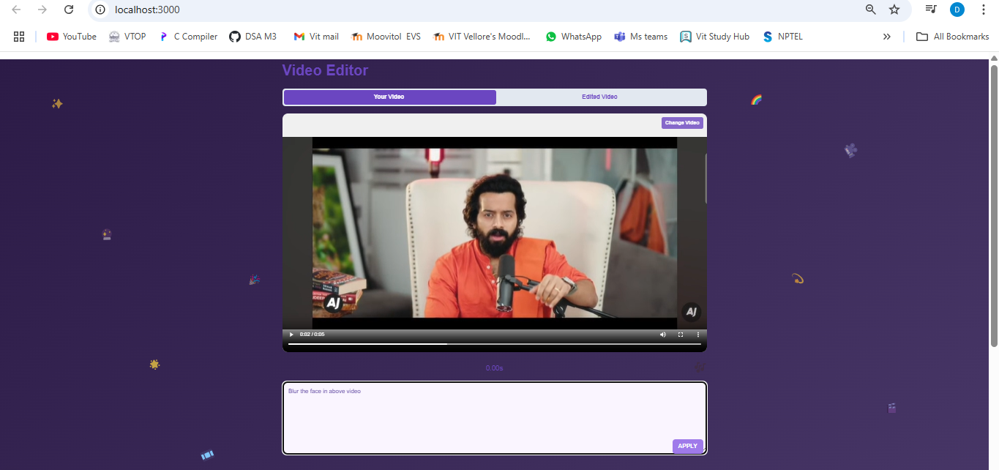 localhost:3000
D
YouTube VTOP C Compiler DSA M3 Vit mail Moovitol EVS VIT Vellore's Moodl... WhatsApp Ms teams Vit Study Hub NPTEL » All Bookmarks
Video Editor
Your Video Edited Video
Change Video
AJ AJ
0:02 / 0:05
0.00s
Blur the face in above video
APPLY